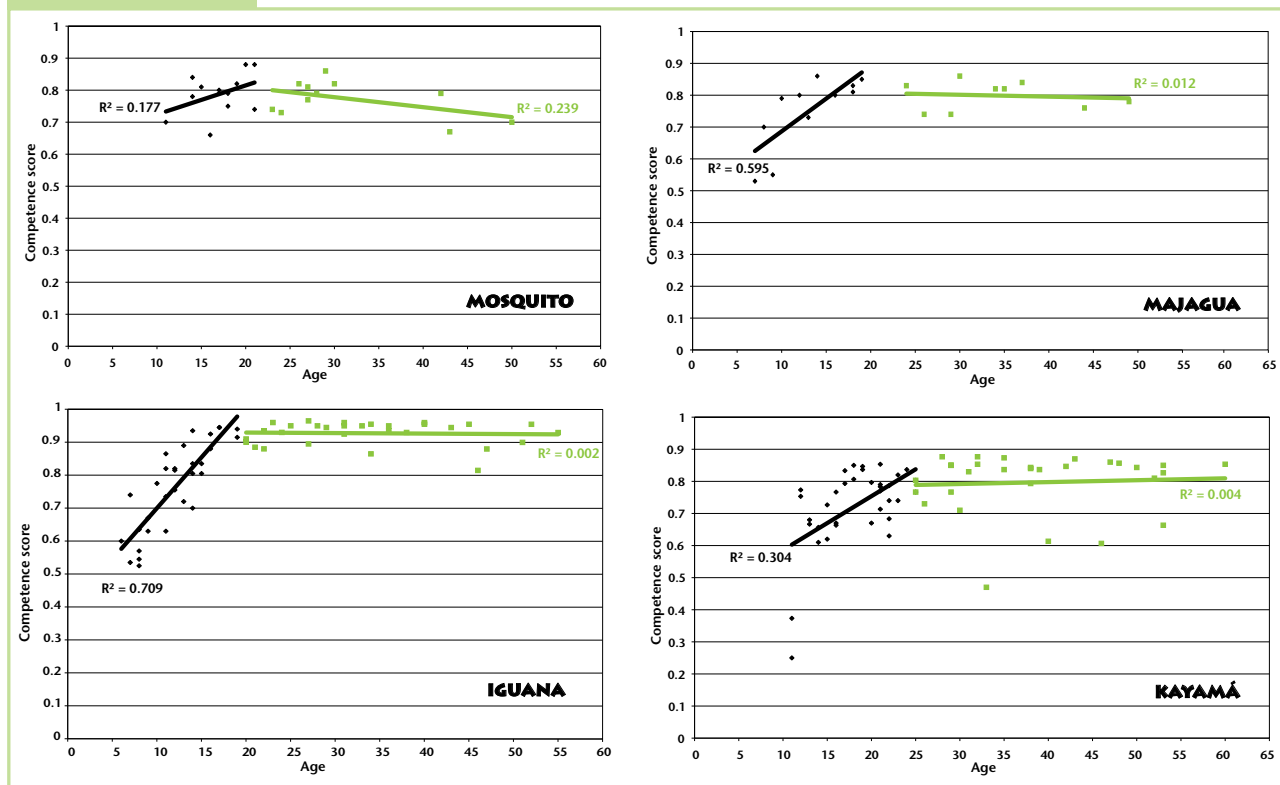 1
0.9
0.8
0.7
0.6
0.5
0.4
0.3
0.2
0.1
0
Competence score
R² = 0.177
R² = 0.239
MOSQUITO
0 5 10 15 20 25 30 35 40 45 50 55 60
Age
1
0.9
0.8
0.7
0.6
0.5
0.4
0.3
0.2
0.1
0
Competence score
R² = 0.595
R² = 0.012
MAJAGUA
0 5 10 15 20 25 30 35 40 45 50 55 60 65
Age
1
0.9
0.8
0.7
0.6
0.5
0.4
0.3
0.2
0.1
0
Competence score
R² = 0.709
R² = 0.002
IGUANA
0 5 10 15 20 25 30 35 40 45 50 55 60
Age
1
0.9
0.8
0.7
0.6
0.5
0.4
0.3
0.2
0.1
0
Competence score
R² = 0.304
R² = 0.004
KAYAMÁ
0 5 10 15 20 25 30 35 40 45 50 55 60 65
Age